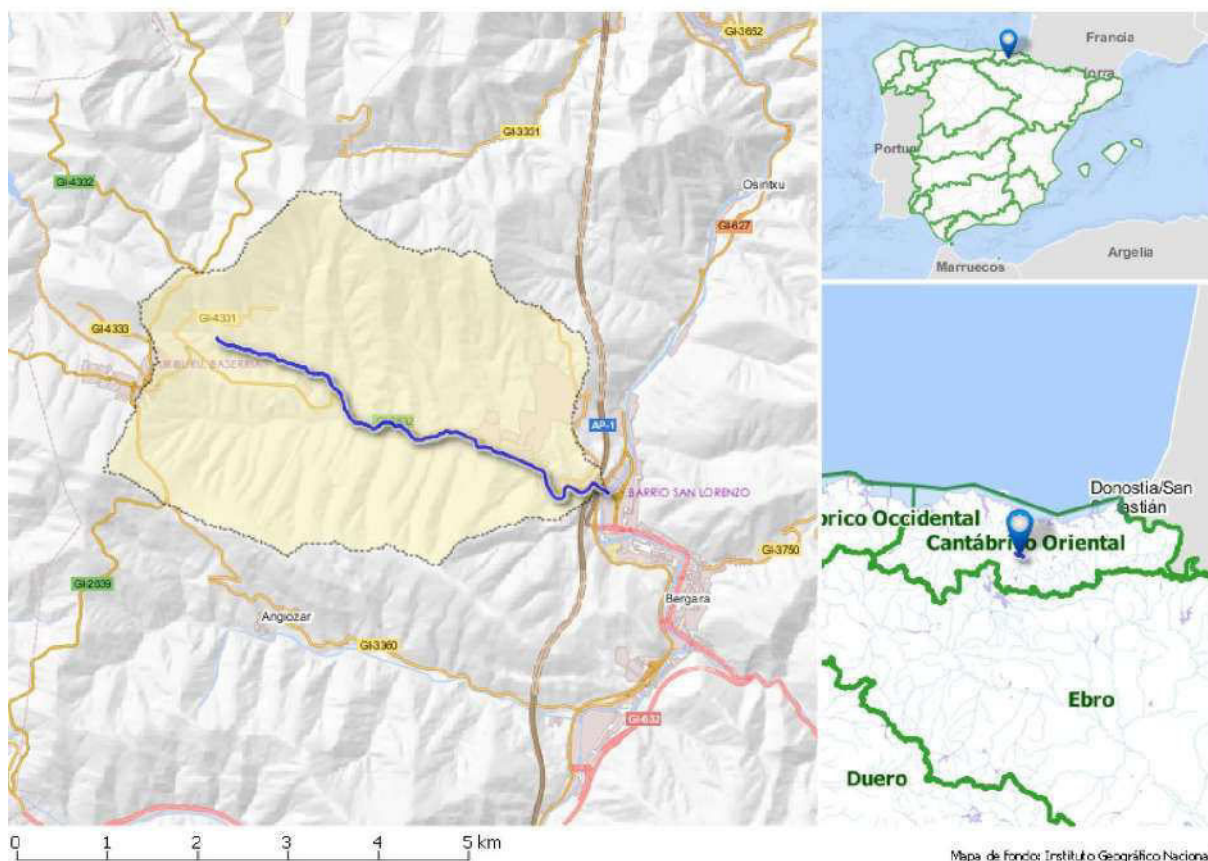 GI-3652
GI-3331
GI-4332
Osintxu
GI-627
GI-4331
GI-4333
AP-1
BARRIO SAN LORENZO
GI-3750
GI-2639
Bergara
Angiozar
GI-3360
GI-632
0 1 2 3 4 5 km
Francia
Portu
Marruecos
Argelia
Donostia/San
brico Occidental
Cantábrico Oriental
Ebro
Duero
Mapa de fondo: Instituto Geográfico Naciona